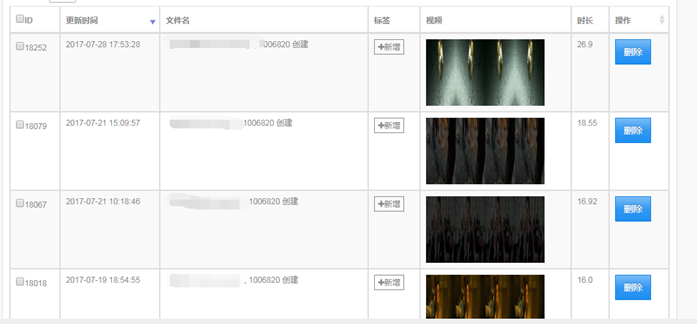 ID 更新时间 文件名 标签 视频 时长 操作
18252 2017-07-28 17:53:28 1006820 创建 +新增 26.9 删除
18079 2017-07-21 15:09:57 1006820 创建 +新增 18.55 删除
18067 2017-07-21 10:18:46 1006820 创建 +新增 16.92 删除
18018 2017-07-19 18:54:55 , 1006820 创建 +新增 16.0 删除